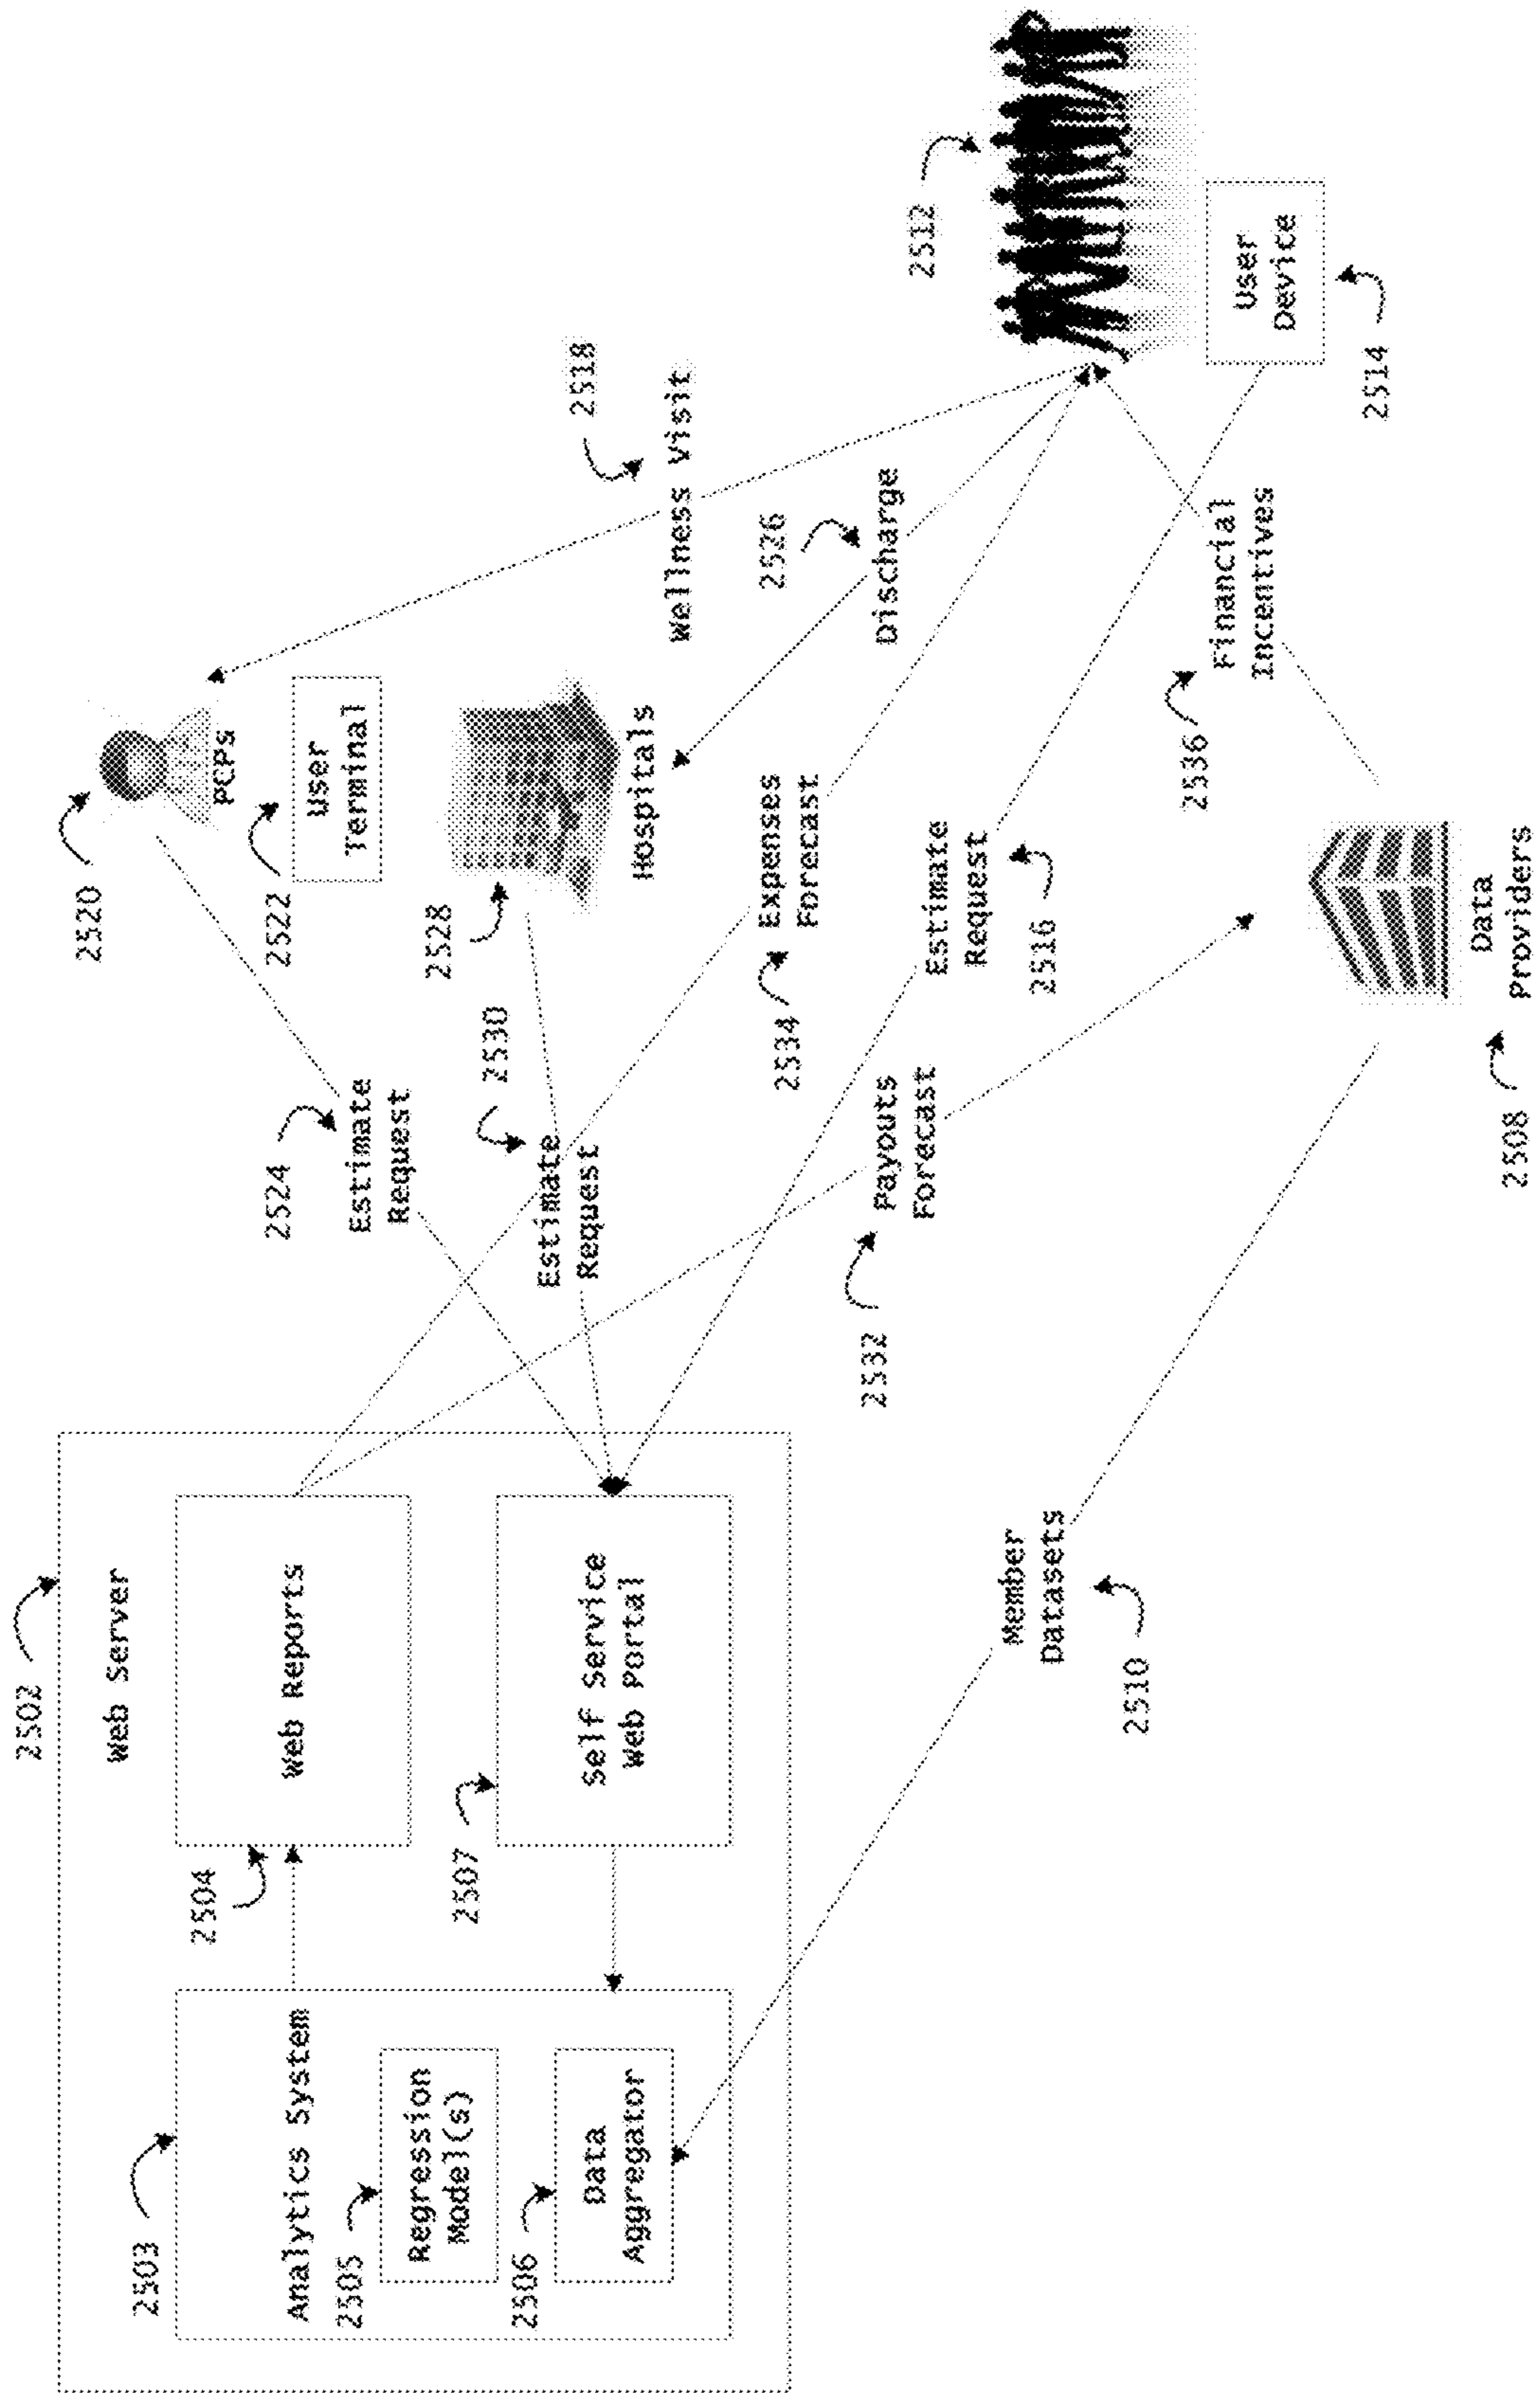 2502
Web Server
2503
Analytics System
2505
Regression
Model(s)
2506
Data
Aggregator
2504
Web Reports
2507
Self Service
Web Portal
2520
PCPs
2522
User
Terminal
2524
Estimate
Request
2528
Hospitals
2530
Estimate
Request
2518
Wellness Visit
2526
Discharge
2534
Expenses
Forecast
2516
Estimate
Request
2532
Payouts
Forecast
2512
User
Device
2514
2536
Financial
Incentives
Member
Datasets
2510
Data
Providers
2508